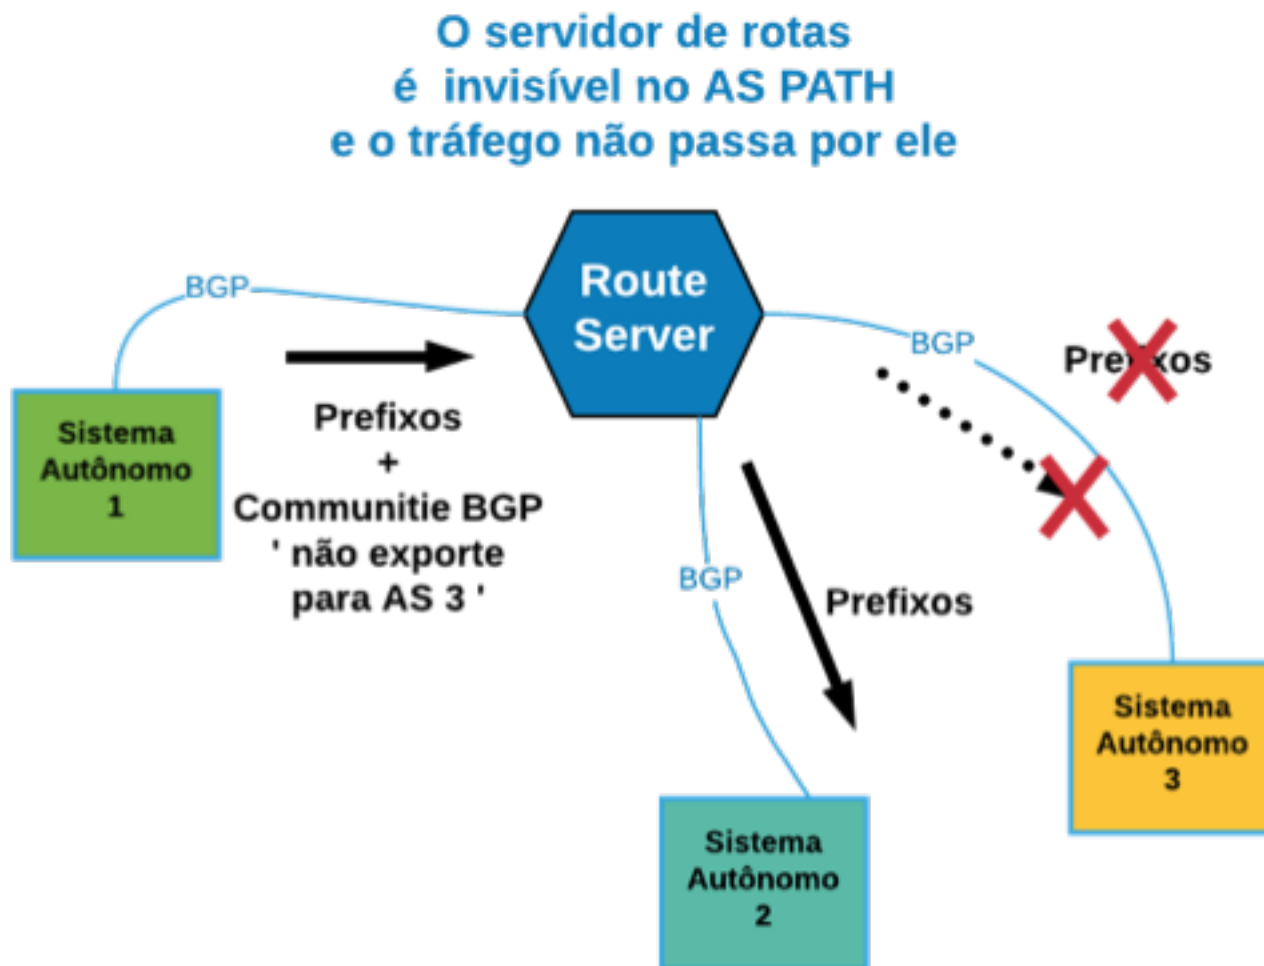 O servidor de rotas
é invisível no AS PATH
e o tráfego não passa por ele
BGP
Route
Server
BGP
Prefixos
Sistema
Autônomo
1
Prefixos
+
Communitie BGP
' não exporte
para AS 3 '
BGP
Prefixos
Sistema
Autônomo
3
Sistema
Autônomo
2